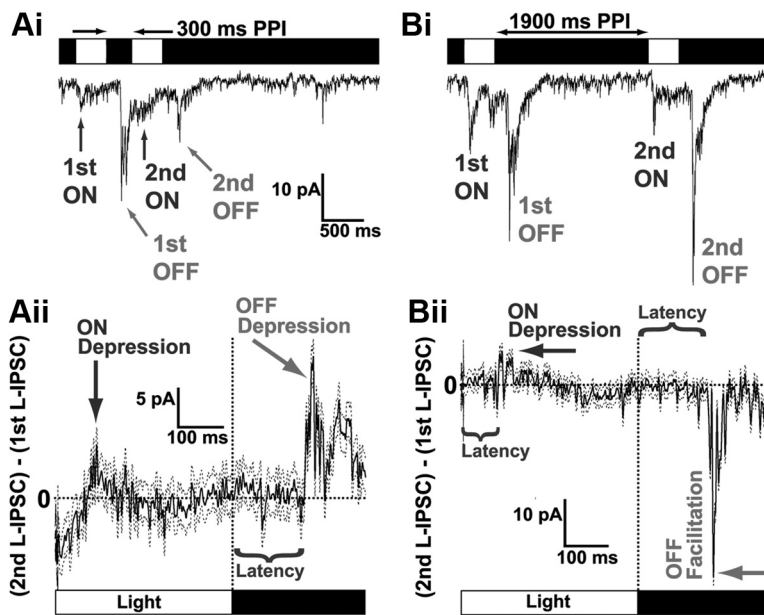 Ai
300 ms PPI
1st
ON
2nd
ON
2nd
OFF
1st
OFF
10 pA
500 ms
Bi
1900 ms PPI
1st
ON
1st
OFF
2nd
ON
2nd
OFF
Aii
ON
Depression
OFF
Depression
5 pA
100 ms
(2nd L-IPSC) - (1st L-IPSC)
0
Latency
Light
Bii
ON
Depression
Latency
(2nd L-IPSC) - (1st L-IPSC)
0
Latency
10 pA
100 ms
OFF
Facilitation
Light